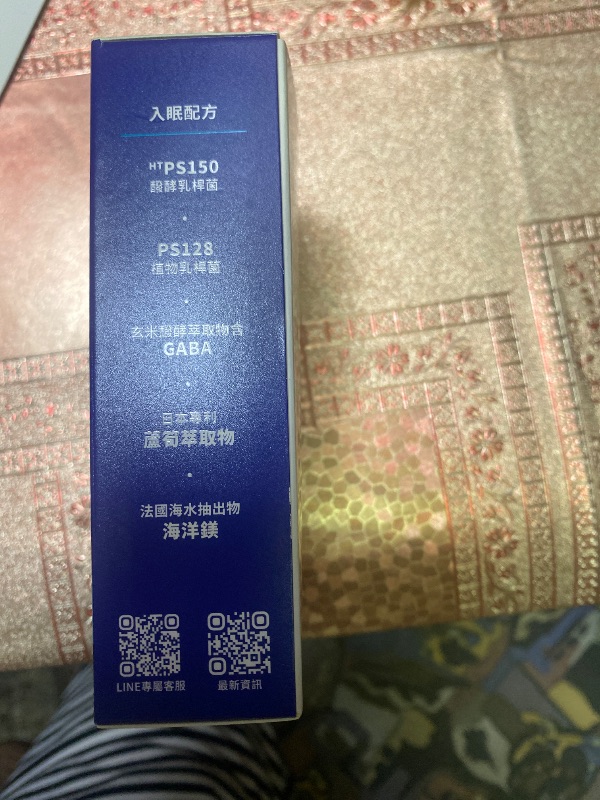 入眠配方
HTPS150
醱酵乳桿菌
PS128
植物乳桿菌
玄米醱酵萃取物含
GABA
日本專利
蘆筍萃取物
法國海水抽出物
海洋鎂
LINE專屬客服
最新資訊